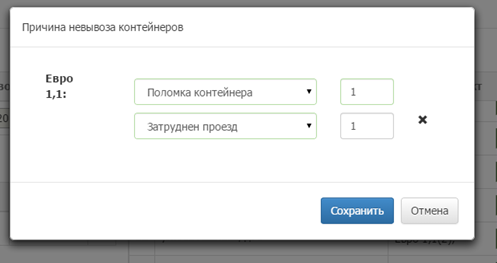 Причина невывоза контейнеров
Евро
1,1:
Поломка контейнера 1
Затруднен проезд 1
Сохранить Отмена